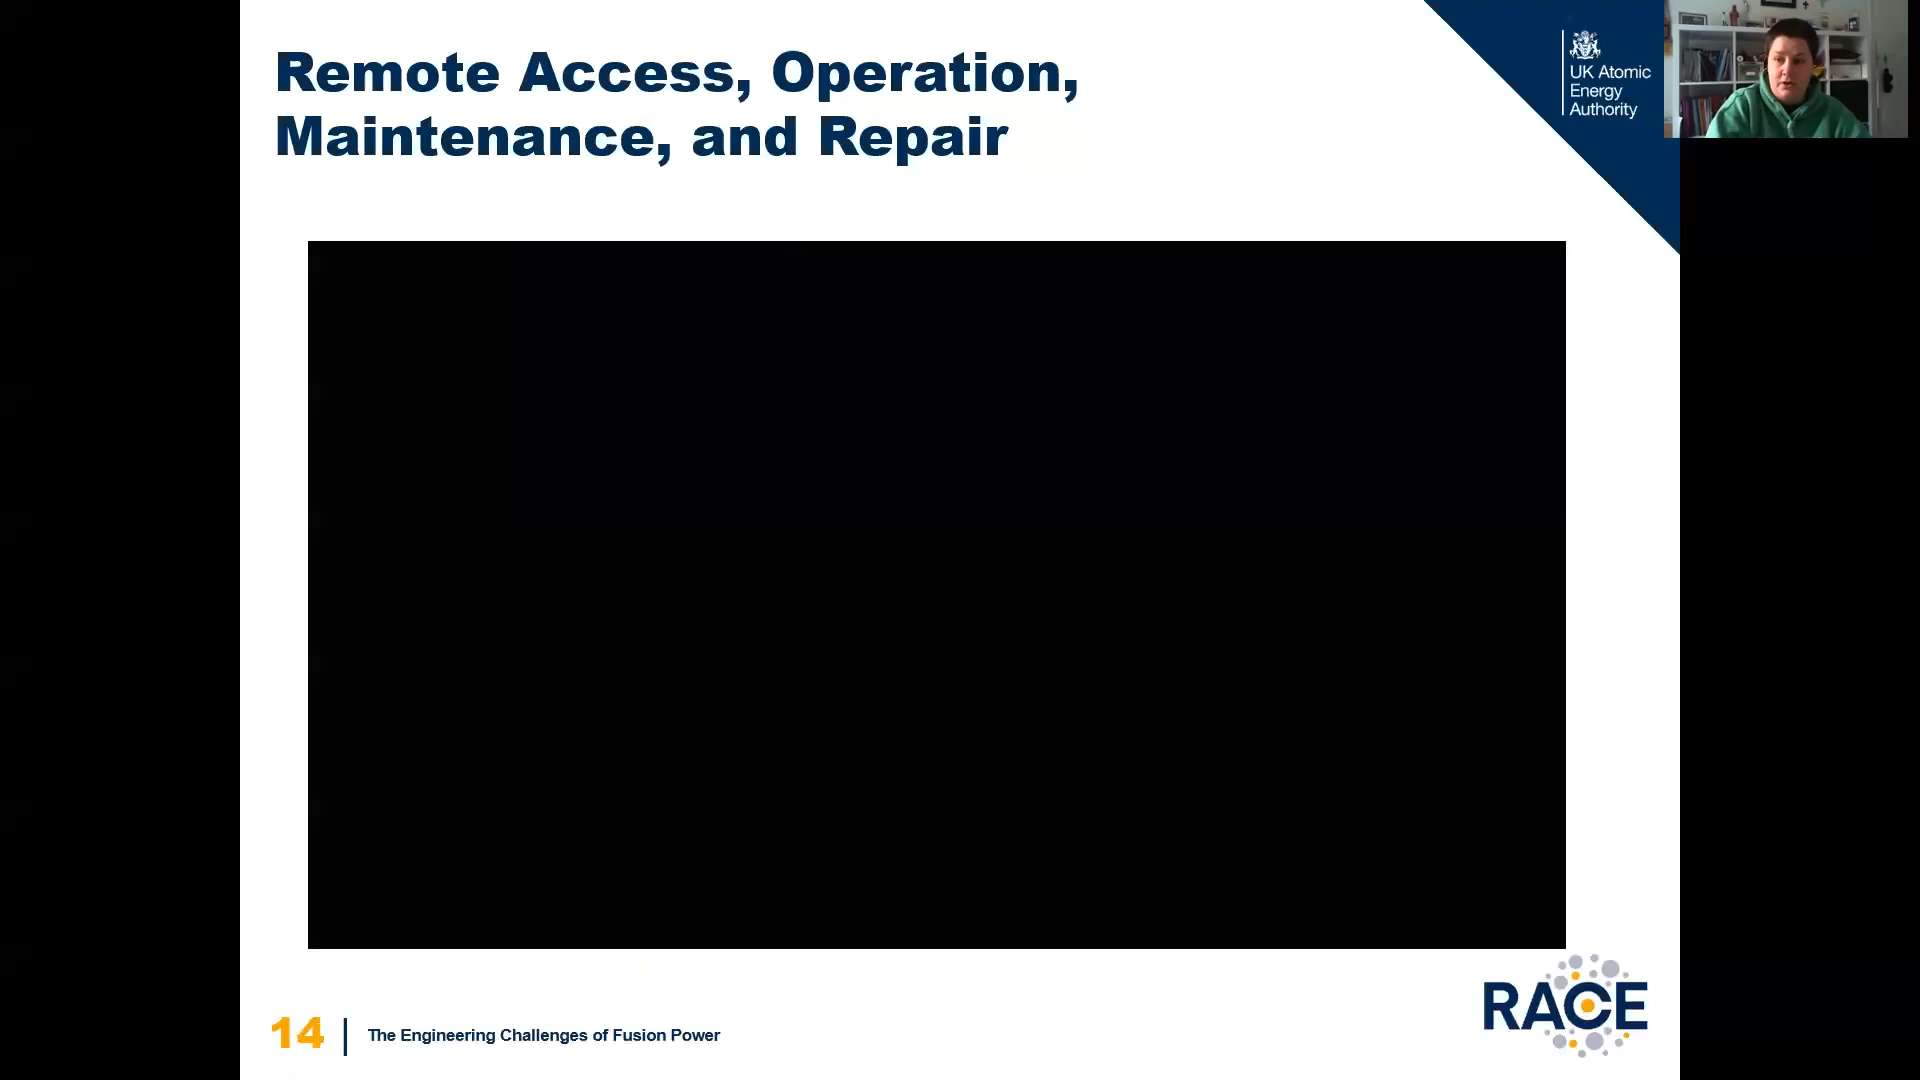 Remote Access, Operation,
Maintenance, and Repair
UK Atomic
Energy
Authority
RACE
14
The Engineering Challenges of Fusion Power